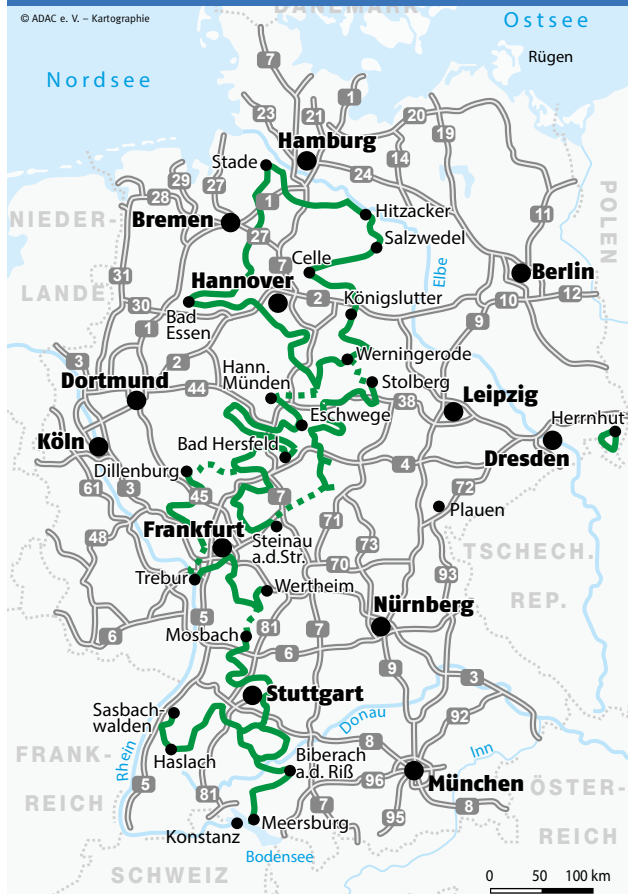 DÄNEMARK
© ADAC e. V. – Kartographie
Ostsee
Rügen
Nordsee
7
1
23
21
20
19
Hamburg
14
Stade
24
29
28
27
1
Hitzacker
11
POLEN
NIEDER-
Bremen
27
Salzwedel
Elbe
7
Celle
31
Hannover
Berlin
LANDE
30
2
Königslutter
10
12
Bad
Essen
1
9
3
2
Werningerode
Hann.
Münden
Stolberg
Dortmund
44
38
Leipzig
Eschwege
Herrnhut
Köln
Bad Hersfeld
Dresden
Dillenburg
4
61
3
45
7
72
Plauen
48
Frankfurt
71
Steinau
a.d.Str.
73
TSCHECH.
REP.
70
93
Trebur
Wertheim
5
Nürnberg
Mosbach
81
7
6
6
9
3
Stuttgart
Sasbach-
walden
Donau
92
Rhein
8
Inn
FRANK-
REICH
Haslach
Biberach
a.d. Riß
5
81
96
München
ÖSTER-
REICH
7
8
Meersburg
95
Konstanz
Bodensee
SCHWEIZ
0 50 100 km